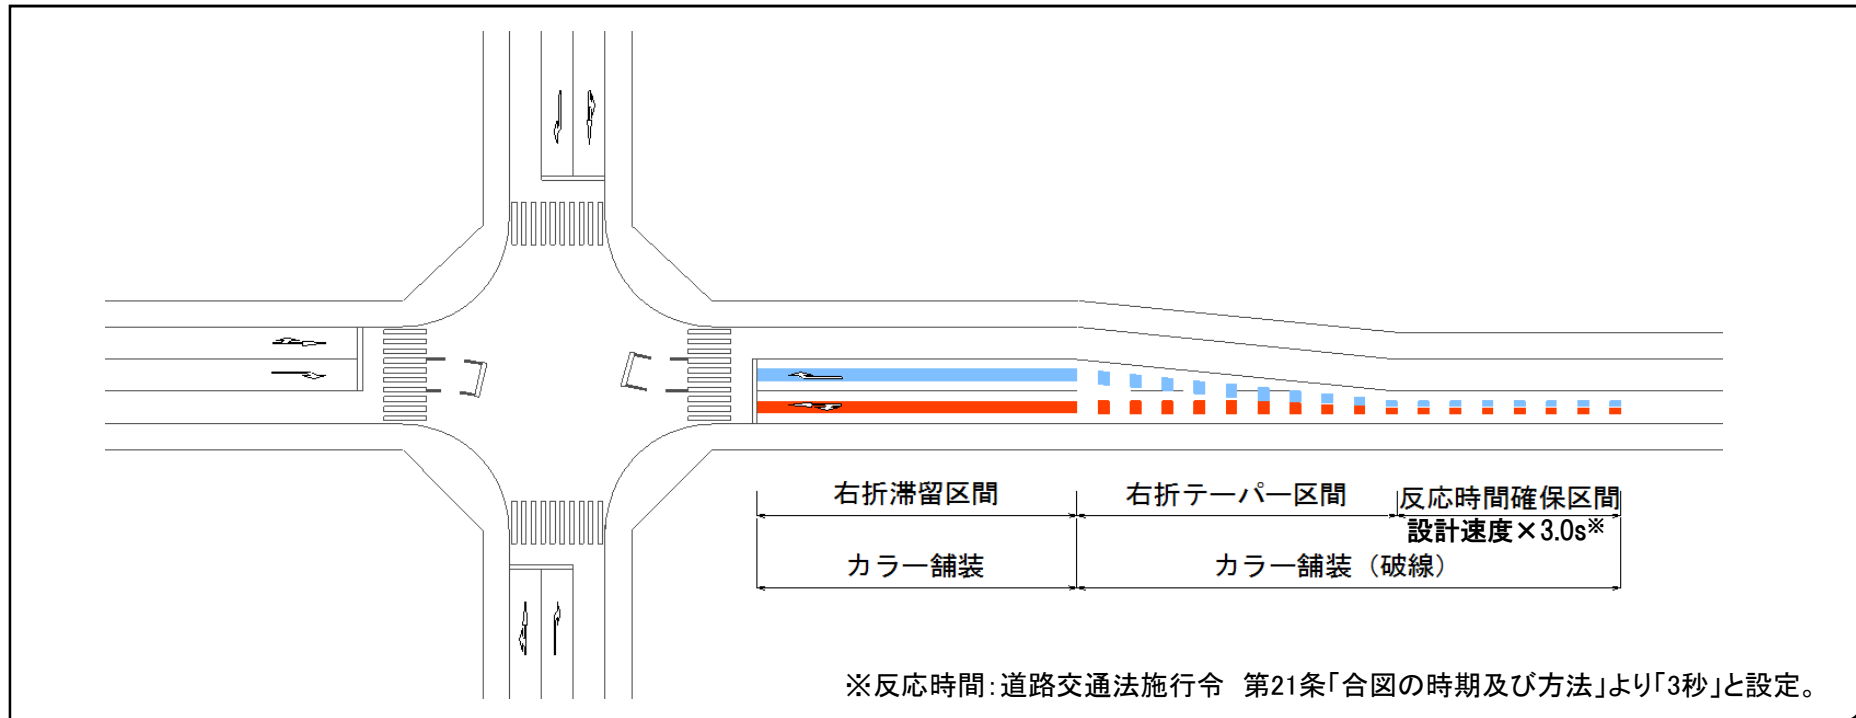 右折滞留区間
右折テーパー区間
反応時間確保区間
設計速度×3.0s※
カラー舗装
カラー舗装（破線）
※反応時間：道路交通法施行令　第21条「合図の時期及び方法」より「3秒」と設定。